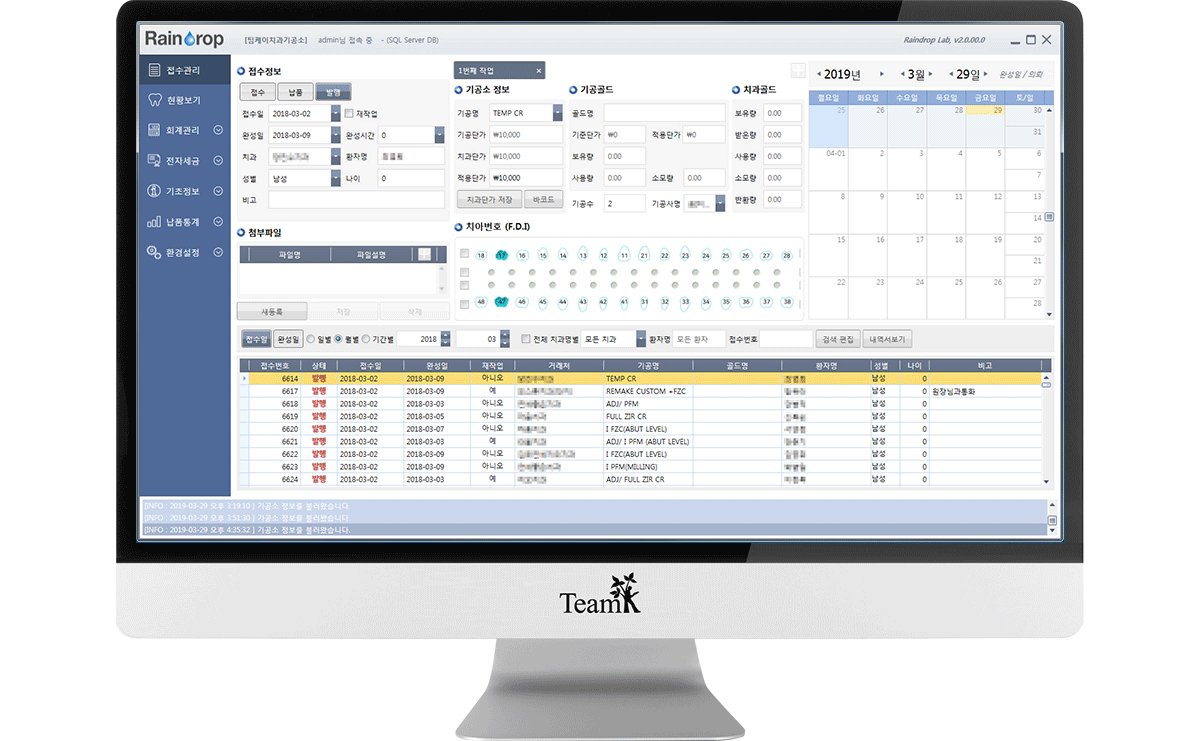 Raindrop [팀케이치과기공소] admin님 접속 중 - (SQL Server DB) Raindrop Lab, v2.0.00.0
접수관리
현황보기
회계관리
전자세금
기초정보
납품통계
환경설정
접수정보
접수 납품 발행
접수일 2018-03-02 재작업
완성일 2018-03-09 완성시간 0
치과 환자명
성별 남성 나이 0
비고
첨부파일
파일명 파일설명
새등록 저장 삭제
1번째 작업 ×
기공소 정보
기공명 TEMP CR
기공단가 ₩10,000
치과단가 ₩10,000
적용단가 ₩10,000
치과단가 저장 바코드
기공골드
골드명
기준단가 ₩0 적용단가 ₩0
보유량 0.00
사용량 0.00 소모량 0.00
기공수 2 기공사명
치과골드
보유량 0.00
받은량 0.00
사용량 0.00
소모량 0.00
반환량 0.00
치아번호 (F.D.I)
18 17 16 15 14 13 12 11 21 22 23 24 25 26 27 28
48 47 46 45 44 43 42 41 31 32 33 34 35 36 37 38
2019년 3월 29일 완성일 / 의뢰
월요일 화요일 수요일 목요일 금요일 토/일
25 26 27 28 29 30
31
04-01 2 3 4 5 6
7
8 9 10 11 12 13
14
15 16 17 18 19 20
21
22 23 24 25 26 27
28
접수일 완성일 일별 월별 기간별 2018 03 전체 치과명별 모든 치과 환자명 모든 환자 접수번호 검색 편집 내역서보기
접수번호 상태 접수일 완성일 재작업 거래처 기공명 골드명 환자명 성별 나이 비고
6614 발행 2018-03-02 2018-03-09 아니오 TEMP CR 남성 0
6617 발행 2018-03-02 2018-03-09 예 REMAKE CUSTOM +FZC 남성 0 원장님과통화
6618 발행 2018-03-02 2018-03-09 아니오 ADJ/ PFM 남성 0
6619 발행 2018-03-02 2018-03-05 아니오 FULL ZIR CR 남성 0
6620 발행 2018-03-02 2018-03-07 아니오 I FZC(ABUT LEVEL) 남성 0
6621 발행 2018-03-02 2018-03-09 예 ADJ/ I PFM (ABUT LEVEL) 남성 0
6622 발행 2018-03-02 2018-03-09 아니오 I FZC(ABUT LEVEL) 남성 0
6623 발행 2018-03-02 2018-03-09 아니오 I PFM(MILLING) 남성 0
6624 발행 2018-03-02 2018-03-03 예 ADJ/ FULL ZIR CR 남성 0
[INFO : 2019-03-29 오후 3:19:10 ] 기공소 정보를 불러왔습니다.
[INFO : 2019-03-29 오후 3:51:30 ] 기공소 정보를 불러왔습니다.
[INFO : 2019-03-29 오후 4:35:32 ] 기공소 정보를 불러왔습니다.
TeamK